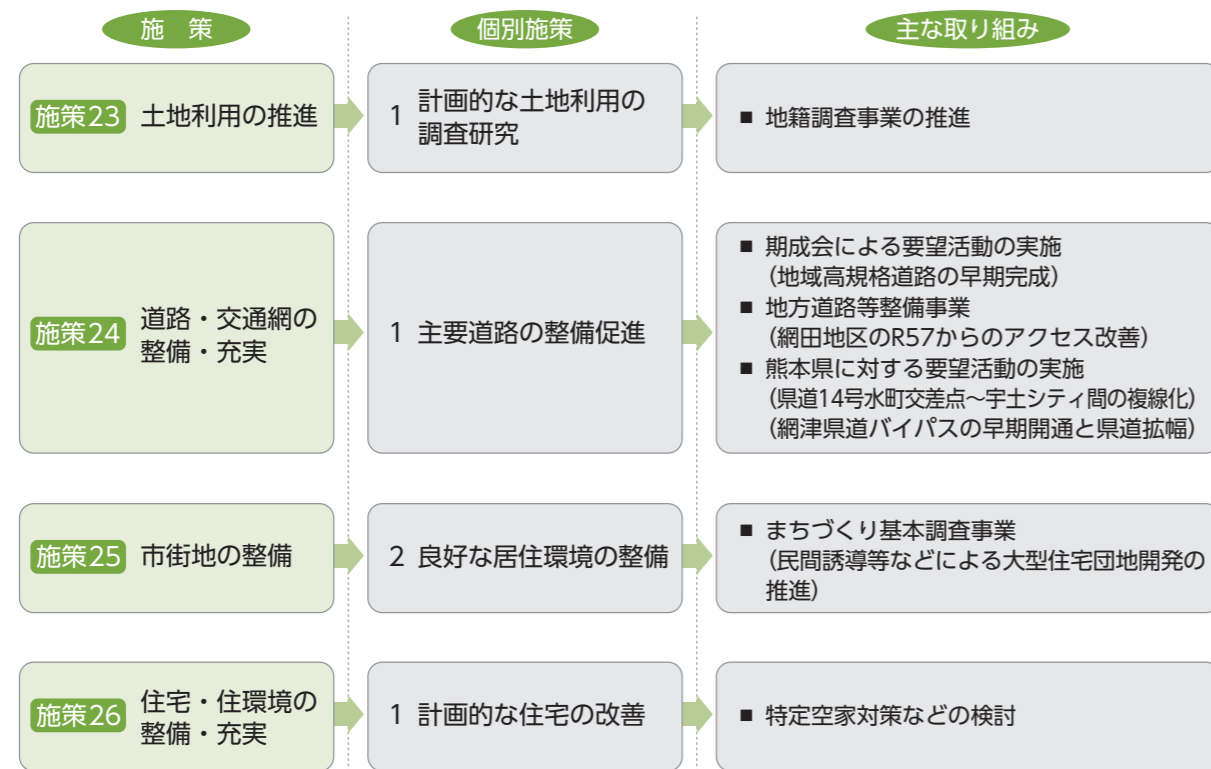 施　策
個別施策
主な取り組み
施策23 土地利用の推進
1 計画的な土地利用の
調査研究
■ 地籍調査事業の推進
施策24 道路・交通網の
整備・充実
1 主要道路の整備促進
■ 期成会による要望活動の実施
(地域高規格道路の早期完成)
■ 地方道路等整備事業
(網田地区のR57からのアクセス改善)
■ 熊本県に対する要望活動の実施
(県道14号水町交差点～宇土シティ間の複線化)
(網津県道バイパスの早期開通と県道拡幅)
施策25 市街地の整備
2 良好な居住環境の整備
■ まちづくり基本調査事業
(民間誘導等などによる大型住宅団地開発の
推進)
施策26 住宅・住環境の
整備・充実
1 計画的な住宅の改善
■ 特定空家対策などの検討